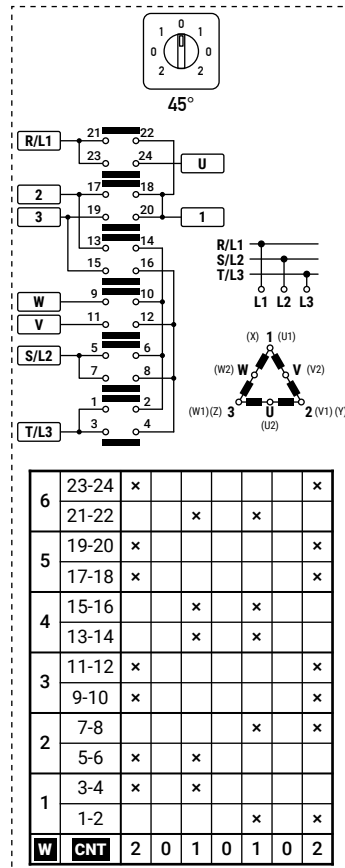 0
1 1
0 0
2 2
45°
R/L1 21 22
23 24 U
2 17 18
3 19 20 1
13 14
15 16
W 9 10
V 11 12
S/L2 5 6
7 8
1 2
T/L3 3 4
R/L1
S/L2
T/L3
L1 L2 L3
(X) 1 (U1)
(W2) W V (V2)
(W1)(Z) 3 U 2 (V1)(Y)
(U2)
6 23-24 × ×
21-22 × ×
5 19-20 × ×
17-18 × ×
4 15-16 × ×
13-14 × ×
3 11-12 × ×
9-10 × ×
2 7-8 × ×
5-6 × ×
1 3-4 × ×
1-2 × ×
W CNT 2 0 1 0 1 0 2